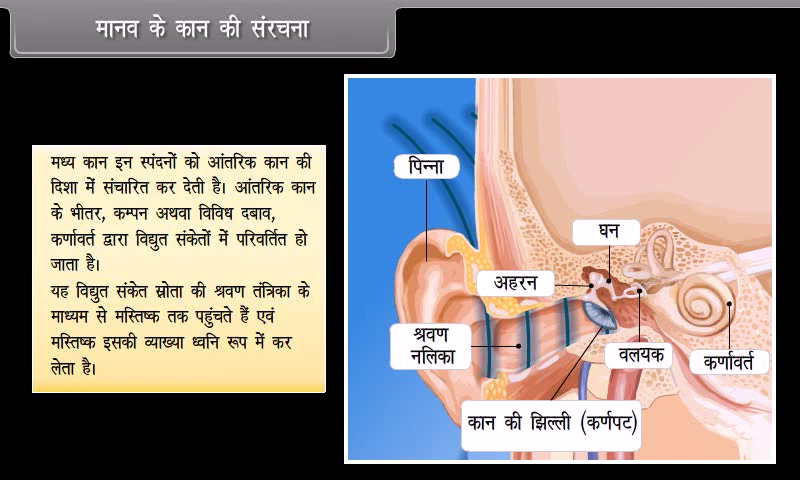 मानव के कान की संरचना
मध्य कान इन स्पंदनों को आंतरिक कान की
दिशा में संचारित कर देती है। आंतरिक कान
के भीतर, कम्पन अथवा विविध दबाव,
कर्णावर्त द्वारा विद्युत संकेतों में परिवर्तित हो
जाता है।
यह विद्युत संकेत स्रोता की श्रवण तंत्रिका के
माध्यम से मस्तिष्क तक पहुंचते हैं एवं
मस्तिष्क इसकी व्याख्या ध्वनि रूप में कर
लेता है।
पिन्ना
घन
अहरन
श्रवण
नलिका
वलयक
कर्णावर्त
कान की झिल्ली (कर्णपट)